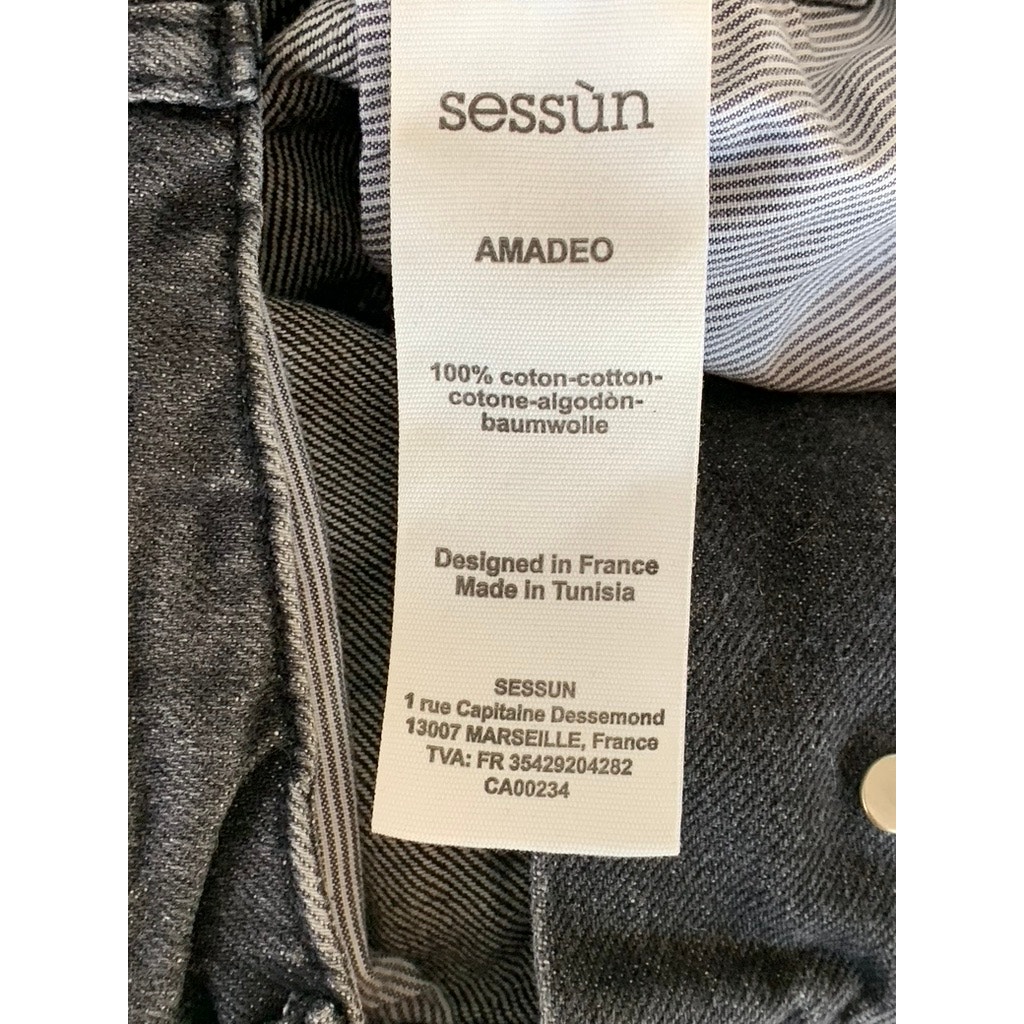 sessùn
AMADEO
100% coton-cotton-
cotone-algodòn-
baumwolle
Designed in France
Made in Tunisia
SESSUN
1 rue Capitaine Dessemond
13007 MARSEILLE, France
TVA: FR 35429204282
CA00234